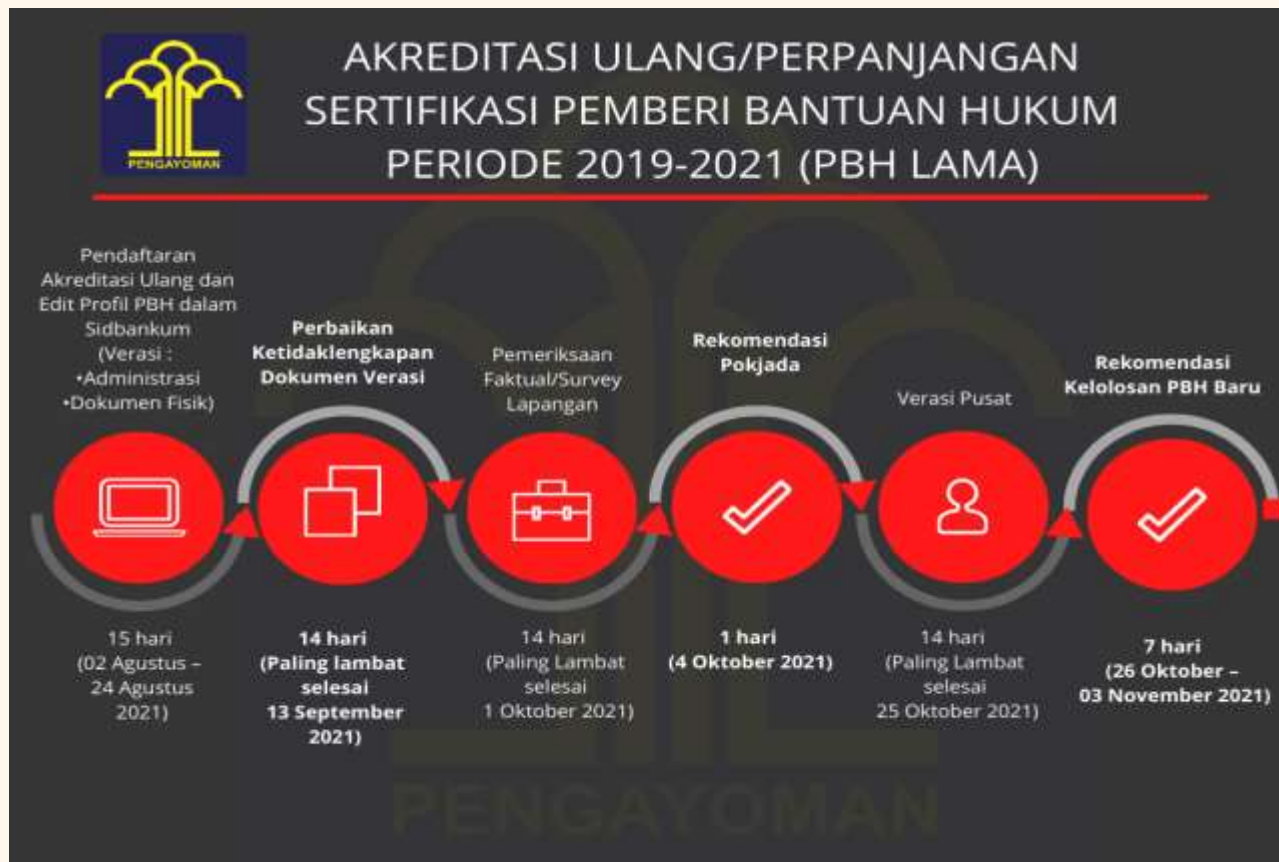 PENGAYOMAN
AKREDITASI ULANG/PERPANJANGAN
SERTIFIKASI PEMBERI BANTUAN HUKUM
PERIODE 2019-2021 (PBH LAMA)
Pendaftaran
Akreditasi Ulang dan
Edit Profil PBH dalam
Sidbankum
(Verasi :
•Administrasi
•Dokumen Fisik)
15 hari
(02 Agustus –
24 Agustus
2021)
Perbaikan
Ketidaklengkapan
Dokumen Verasi
14 hari
(Paling lambat
selesai
13 September
2021)
Pemeriksaan
Faktual/Survey
Lapangan
14 hari
(Paling Lambat
selesai
1 Oktober 2021)
Rekomendasi
Pokjada
1 hari
(4 Oktober 2021)
Verasi Pusat
14 hari
(Paling Lambat
selesai
25 Oktober 2021)
Rekomendasi
Kelolosan PBH Baru
7 hari
(26 Oktober –
03 November 2021)
PENGAYOMAN